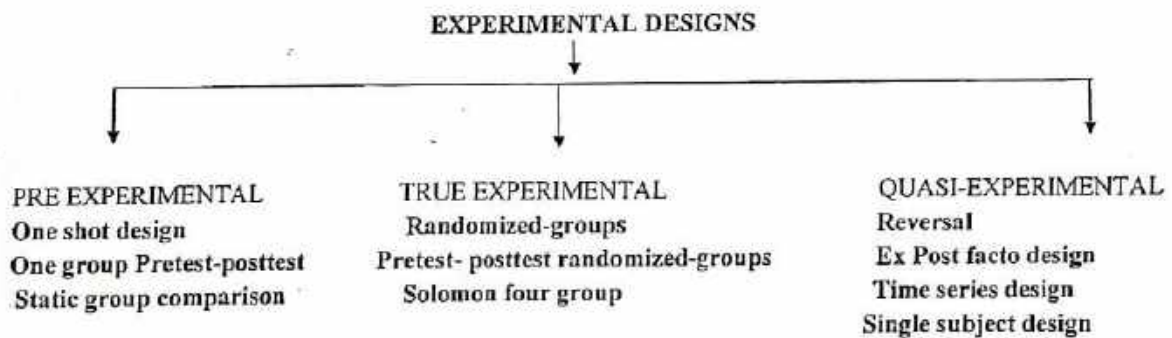 EXPERIMENTAL DESIGNS
PRE EXPERIMENTAL
One shot design
One group Pretest-posttest
Static group comparison
TRUE EXPERIMENTAL
Randomized-groups
Pretest- posttest randomized-groups
Solomon four group
QUASI-EXPERIMENTAL
Reversal
Ex Post facto design
Time series design
Single subject design